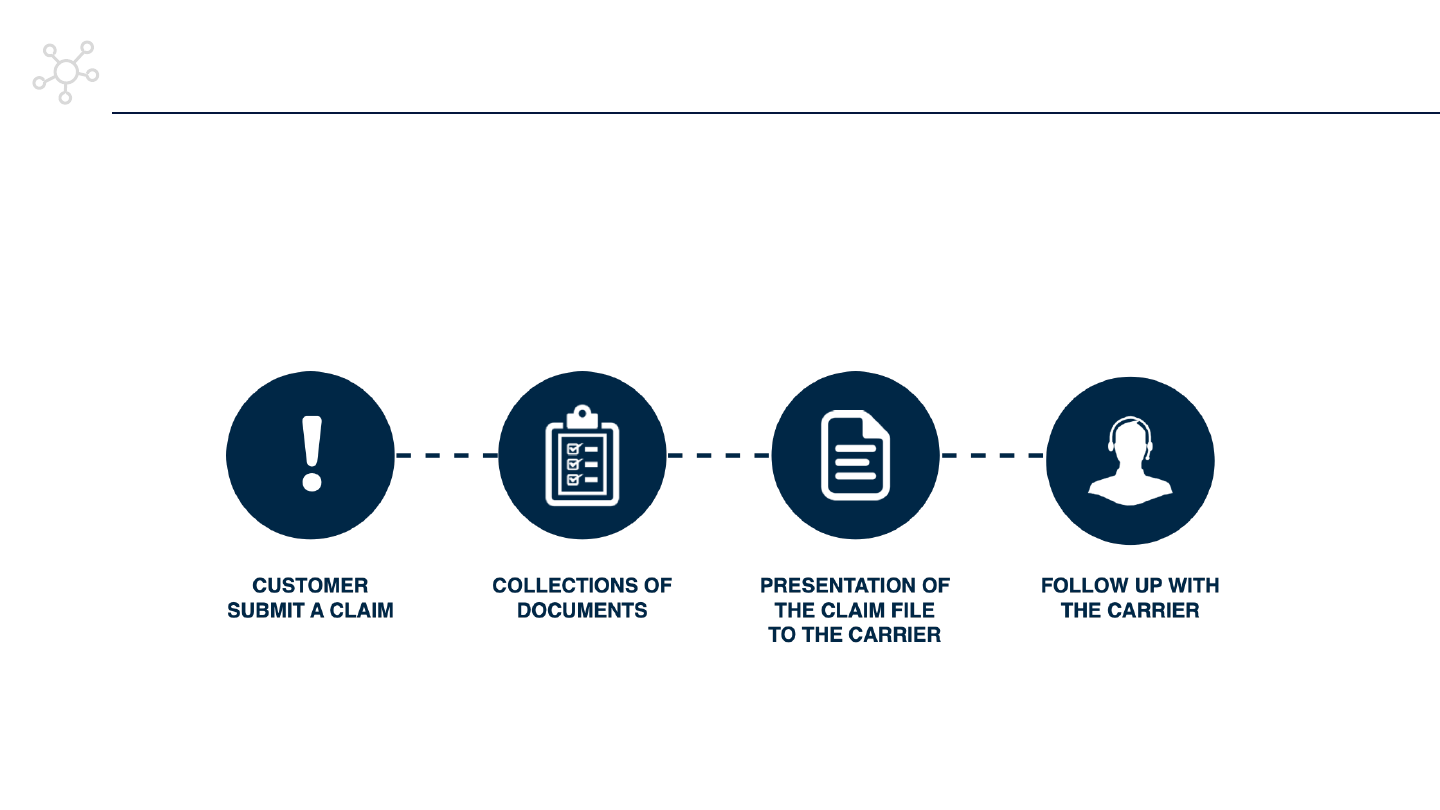 CUSTOMER
SUBMIT A CLAIM
COLLECTIONS OF
DOCUMENTS
PRESENTATION OF
THE CLAIM FILE
TO THE CARRIER
FOLLOW UP WITH
THE CARRIER